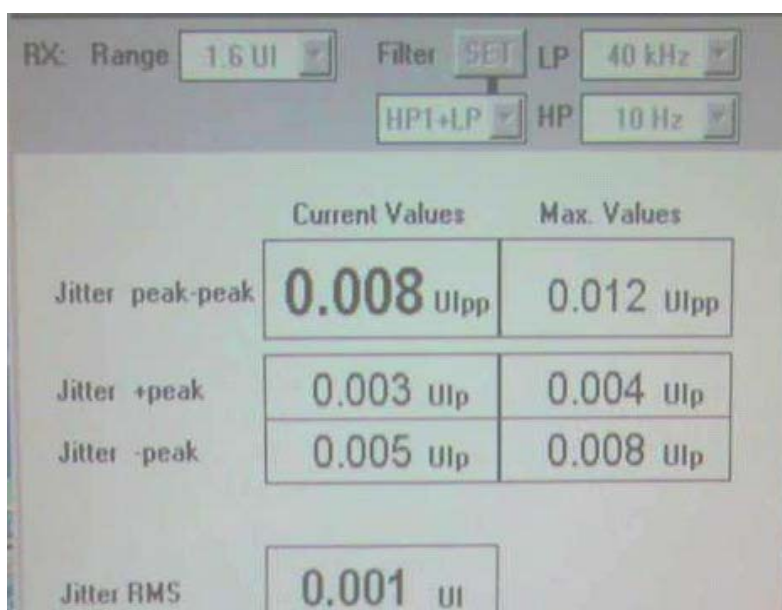 RX: Range 1.6 UI Filter SET LP 40 kHz
HP1+LP HP 10 Hz
Current Values Max. Values
Jitter peak-peak 0.008 UIpp 0.012 UIpp
Jitter +peak 0.003 UIp 0.004 UIp
Jitter -peak 0.005 UIp 0.008 UIp
Jitter RMS 0.001 UI